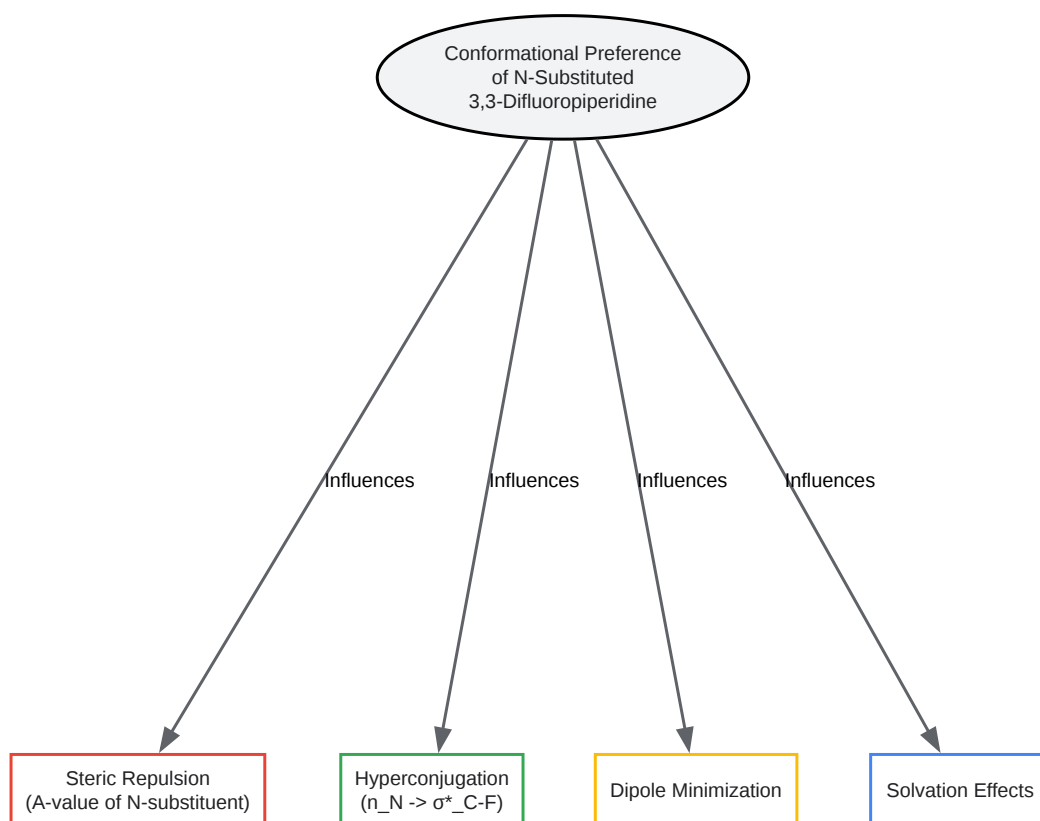 Conformational Preference
of N-Substituted
3,3-Difluoropiperidine
Influences
Influences
Influences
Influences
Steric Repulsion
(A-value of N-substituent)
Hyperconjugation
(n_N -> σ*_C-F)
Dipole Minimization
Solvation Effects